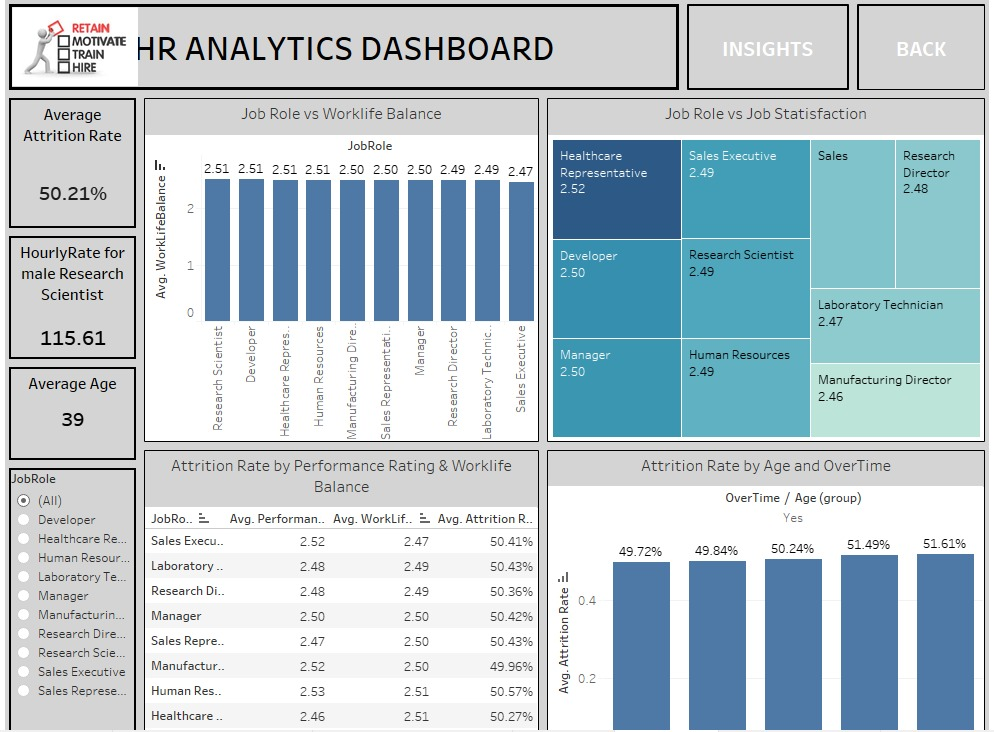 RETAIN
MOTIVATE
TRAIN
HIRE
HR ANALYTICS DASHBOARD
INSIGHTS
BACK
Average
Attrition Rate
50.21%
HourlyRate for
male Research
Scientist
115.61
Average Age
39
JobRole
(All)
Developer
Healthcare Re...
Human Resour...
Laboratory Te...
Manager
Manufacturin...
Research Dire...
Research Scie...
Sales Executive
Sales Represe...
Job Role vs Worklife Balance
JobRole
2.51 2.51 2.51 2.51 2.50 2.50 2.50 2.49 2.49 2.47
Avg. WorkLifeBalance
2
1
0
Research Scientist
Developer
Healthcare Repres..
Human Resources
Manufacturing Dire..
Sales Representati..
Manager
Research Director
Laboratory Technic..
Sales Executive
Job Role vs Job Statisfaction
Healthcare
Representative
2.52
Developer
2.50
Manager
2.50
Sales Executive
2.49
Research Scientist
2.49
Human Resources
2.49
Sales
Research
Director
2.48
Laboratory Technician
2.47
Manufacturing Director
2.46
Attrition Rate by Performance Rating & Worklife
Balance
JobRo.. Avg. Performan.. Avg. WorkLif.. Avg. Attrition R..
Sales Execu.. 2.52 2.47 50.41%
Laboratory .. 2.48 2.49 50.43%
Research Di.. 2.48 2.49 50.36%
Manager 2.50 2.50 50.42%
Sales Repre.. 2.47 2.50 50.43%
Manufactur.. 2.52 2.50 49.96%
Human Res.. 2.53 2.51 50.57%
Healthcare .. 2.46 2.51 50.27%
Attrition Rate by Age and OverTime
OverTime / Age (group)
Yes
49.72% 49.84% 50.24% 51.49% 51.61%
Avg. Attrition Rate
0.4
0.2